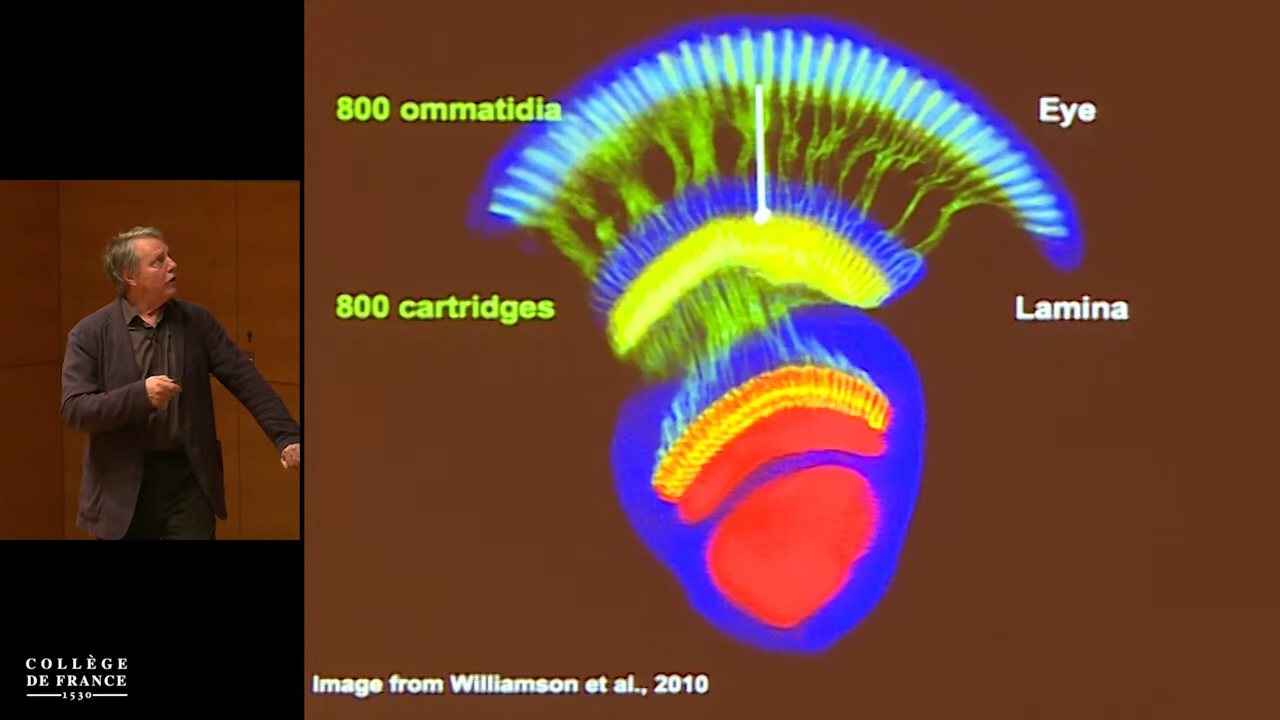 800 ommatidia
Eye
800 cartridges
Lamina
Image from Williamson et al., 2010
COLLÈGE
DE FRANCE
1530